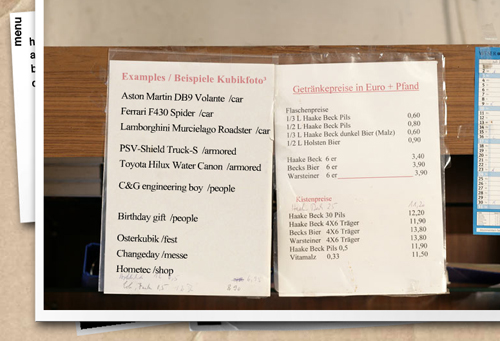 menu
Examples / Beispiele Kubikfoto³
Aston Martin DB9 Volante /car
Ferrari F430 Spider /car
Lamborghini Murcielago Roadster /car
PSV-Shield Truck-S /armored
Toyota Hilux Water Canon /armored
C&G engineering boy /people
Birthday gift /people
Osterkubik /fest
Changeday /messe
Hometec /shop
Getränkepreise in Euro + Pfand
Flaschenpreise
1/3 L Haake Beck Pils 0,60
1/2 L Haake Beck Pils 0,80
1/3 L Haake Beck dunkel Bier (Malz) 0,60
1/2 L Holsten Bier 0,90
Haake Beck 6 er 3,40
Becks Bier 6 er 3,90
Warsteiner 6 er 3,90
Kistenpreise
Haake Beck 30 Pils 12,20
Haake Beck 4X6 Träger 11,90
Becks Bier 4X6 Träger 13,80
Warsteiner 4X6 Träger 13,80
Haake Beck Pils 0,5 11,90
Vitamalz 0,33 11,50